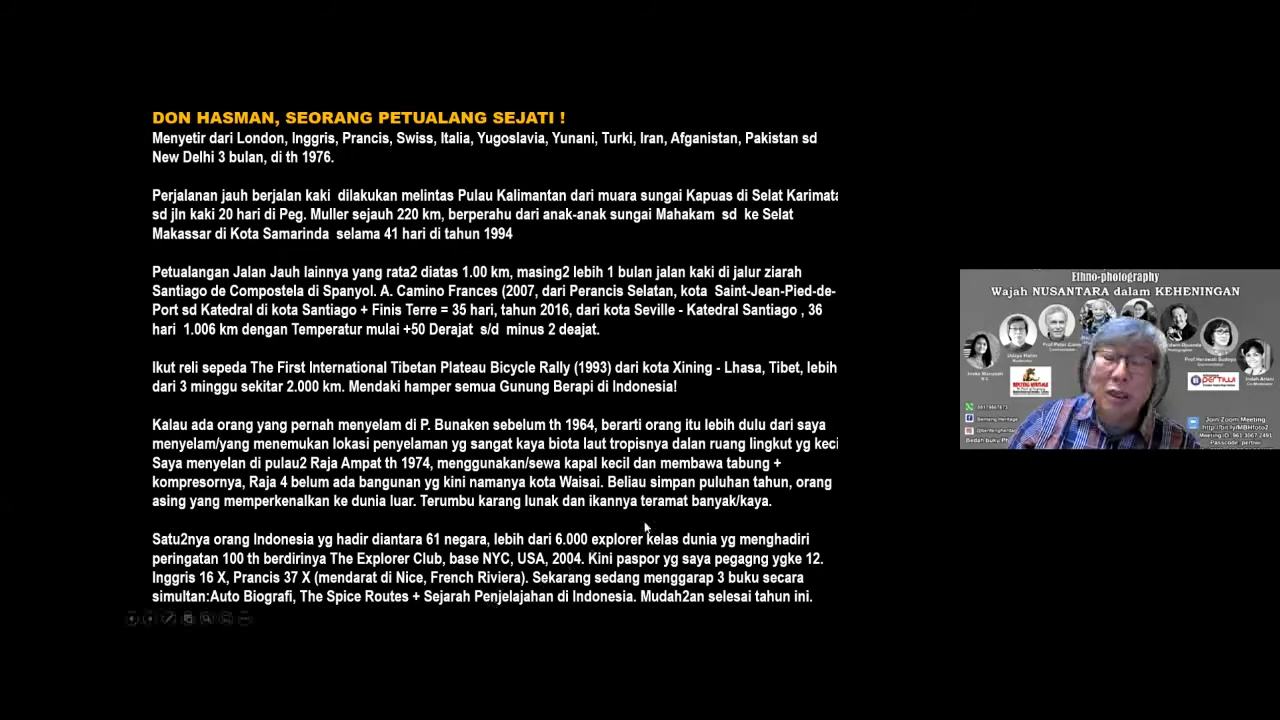 DON HASMAN, SEORANG PETUALANG SEJATI !
Menyetir dari London, Inggris, Prancis, Swiss, Italia, Yugoslavia, Yunani, Turki, Iran, Afganistan, Pakistan sd
New Delhi 3 bulan, di th 1976.
Perjalanan jauh berjalan kaki dilakukan melintas Pulau Kalimantan dari muara sungai Kapuas di Selat Karimata
sd jln kaki 20 hari di Peg. Muller sejauh 220 km, berperahu dari anak-anak sungai Mahakam sd ke Selat
Makassar di Kota Samarinda selama 41 hari di tahun 1994
Petualangan Jalan Jauh lainnya yang rata2 diatas 1.00 km, masing2 lebih 1 bulan jalan kaki di jalur ziarah
Santiago de Compostela di Spanyol. A. Camino Frances (2007, dari Perancis Selatan, kota Saint-Jean-Pied-de-
Port sd Katedral di kota Santiago + Finis Terre = 35 hari, tahun 2016, dari kota Seville - Katedral Santiago , 36
hari 1.006 km dengan Temperatur mulai +50 Derajat s/d minus 2 deajat.
Ikut reli sepeda The First International Tibetan Plateau Bicycle Rally (1993) dari kota Xining - Lhasa, Tibet, lebih
dari 3 minggu sekitar 2.000 km. Mendaki hamper semua Gunung Berapi di Indonesia!
Kalau ada orang yang pernah menyelam di P. Bunaken sebelum th 1964, berarti orang itu lebih dulu dari saya
menyelam/yang menemukan lokasi penyelaman yg sangat kaya biota laut tropisnya dalan ruang lingkut yg keci
Saya menyelan di pulau2 Raja Ampat th 1974, menggunakan/sewa kapal kecil dan membawa tabung +
kompresornya, Raja 4 belum ada bangunan yg kini namanya kota Waisai. Beliau simpan puluhan tahun, orang
asing yang memperkenalkan ke dunia luar. Terumbu karang lunak dan ikannya teramat banyak/kaya.
Satu2nya orang Indonesia yg hadir diantara 61 negara, lebih dari 6.000 explorer kelas dunia yg menghadiri
peringatan 100 th berdirinya The Explorer Club, base NYC, USA, 2004. Kini paspor yg saya pegagng ygke 12.
Inggris 16 X, Prancis 37 X (mendarat di Nice, French Riviera). Sekarang sedang menggarap 3 buku secara
simultan:Auto Biografi, The Spice Routes + Sejarah Penjelajahan di Indonesia. Mudah2an selesai tahun ini.
Ethno-photography
Wajah NUSANTARA dalam KEHENINGAN
Prof Peter
PERTIWI
Join Zoom Meeting
Bedah buku